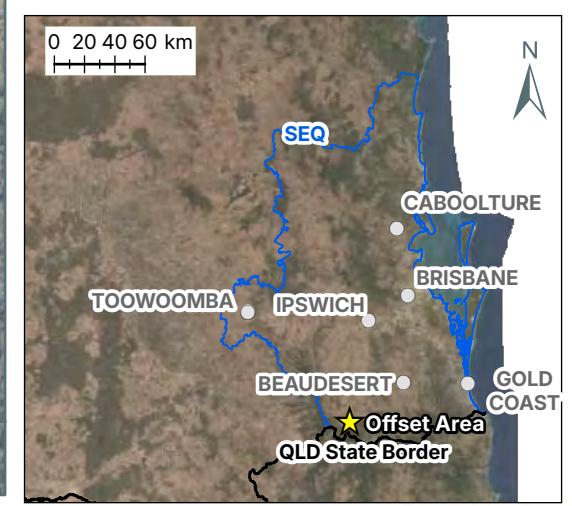 0 20 40 60 km
N
SEQ
CABOOLTURE
BRISBANE
TOOWOOMBA
IPSWICH
BEAUDESERT
GOLD
COAST
Offset Area
QLD State Border